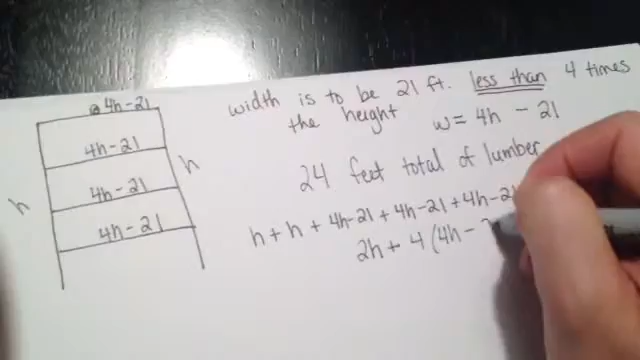 4h-21
4h-21
4h-21
4h-21
h
h
width is to be 21 ft. less than 4 times
the height
w = 4h - 21
24 feet total of lumber
h + h + 4h-21 + 4h-21 + 4h-21
2h + 4 (4h -